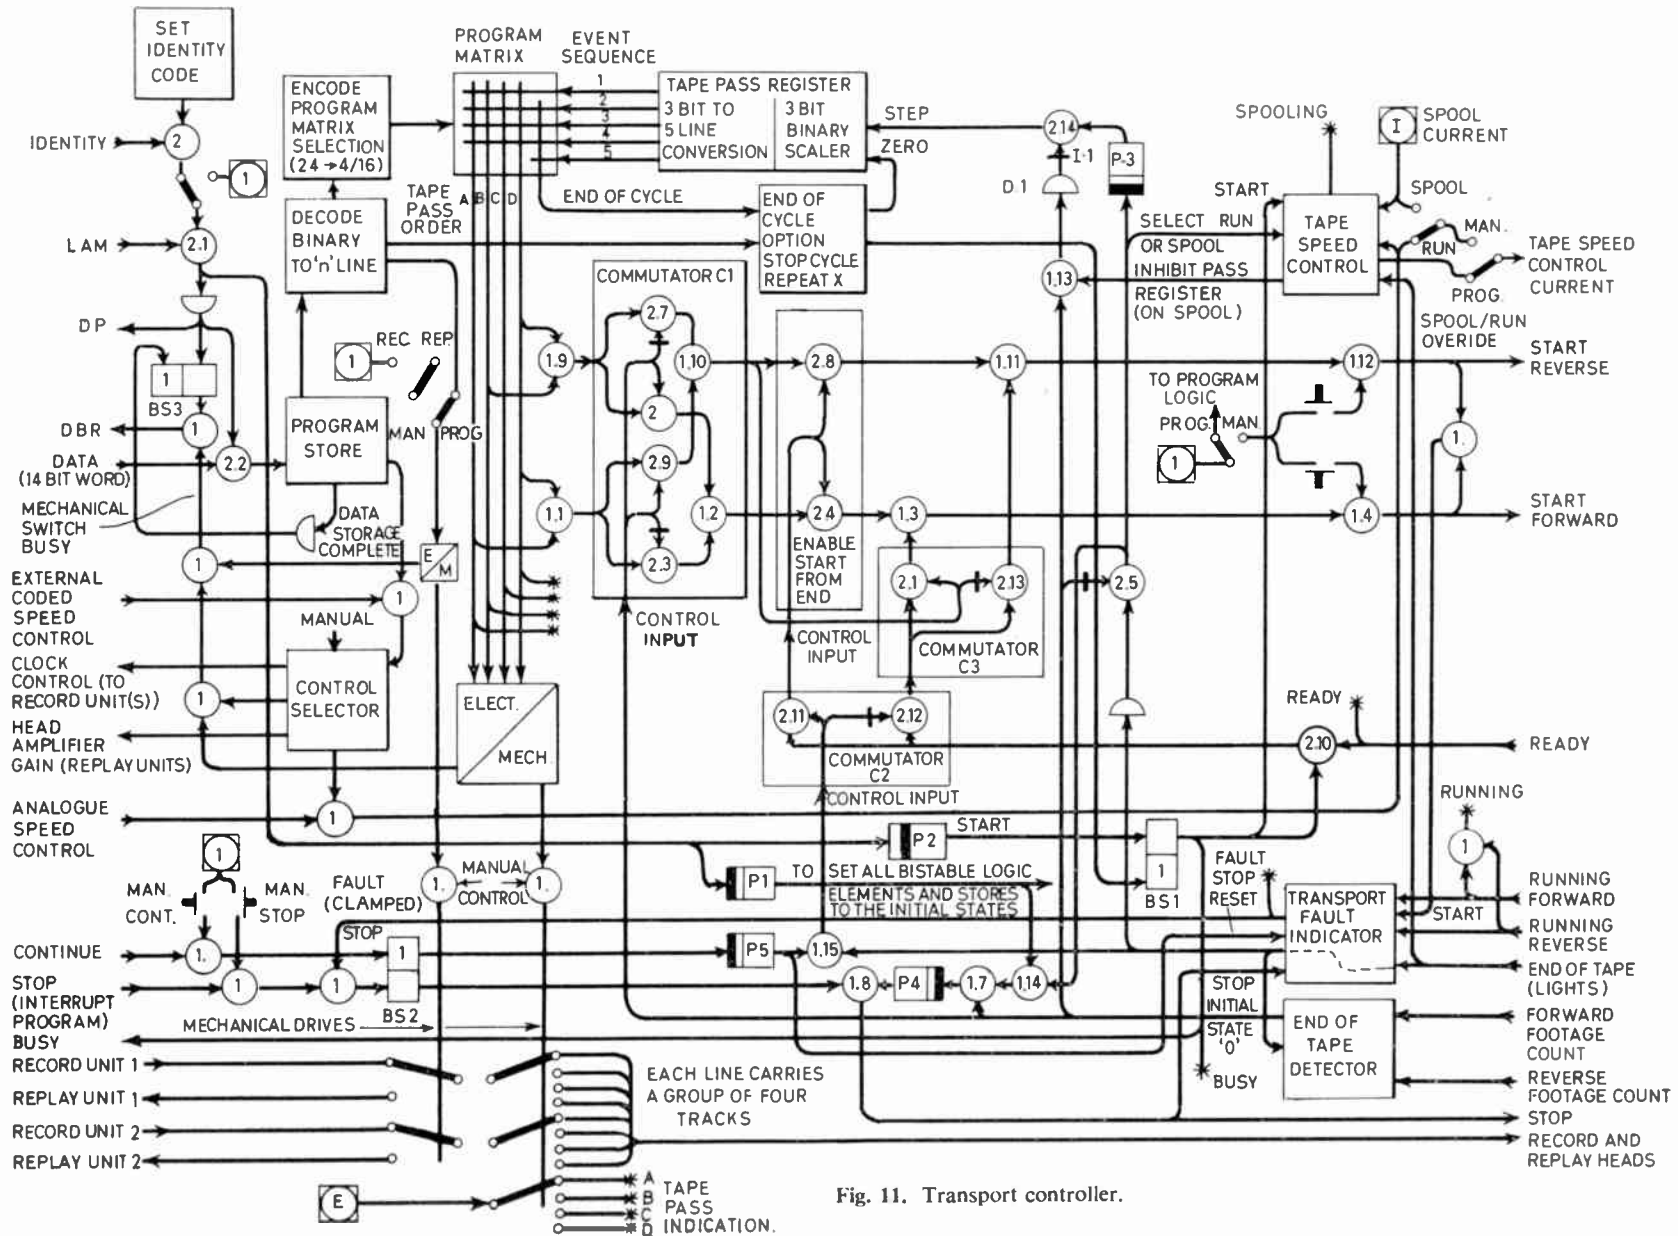 SET
IDENTITY
CODE
IDENTITY
2
1
LAM
2.1
DP
1
BS3
DBR
1
DATA
(14 BIT WORD)
2.2
MECHANICAL
SWITCH
BUSY
1
EXTERNAL
CODED
SPEED
CONTROL
1
MANUAL
CLOCK
CONTROL (TO
RECORD UNIT(S))
1
HEAD
AMPLIFIER
GAIN (REPLAY UNITS)
CONTROL
SELECTOR
ANALOGUE
SPEED
CONTROL
1
ENCODE
PROGRAM
MATRIX
SELECTION
(24→4/16)
DECODE
BINARY
TO 'n' LINE
PROGRAM
STORE
DATA
STORAGE
COMPLETE
1
REC
REP.
MAN
PROG
E
M
PROGRAM
MATRIX
EVENT
SEQUENCE
1
2
3
4
5
TAPE
PASS
ORDER
A B C D
TAPE PASS REGISTER
3 BIT TO
5 LINE
CONVERSION
3 BIT
BINARY
SCALER
STEP
ZERO
END OF CYCLE
END OF
CYCLE
OPTION
STOP CYCLE
REPEAT X
COMMUTATOR C1
2.7
1.9
1.10
2
2.9
1.1
1.2
2.3
CONTROL
INPUT
2.8
2.4
ENABLE
START
FROM
END
CONTROL
INPUT
1.11
1.3
2.1
2.13
COMMUTATOR
C3
2.11
2.12
COMMUTATOR
C2
CONTROL INPUT
2.14
I·1
D.1
P-3
1.13
SELECT RUN
OR SPOOL
INHIBIT PASS
REGISTER
(ON SPOOL)
2.5
SPOOLING
I
SPOOL
CURRENT
START
SPOOL
TAPE
SPEED
CONTROL
MAN.
RUN
PROG.
TAPE SPEED
CONTROL
CURRENT
SPOOL/RUN
OVERIDE
1.12
START
REVERSE
TO PROGRAM
LOGIC
PROG.
MAN.
1
1.
1.4
START
FORWARD
READY
2.10
READY
RUNNING
1
ELECT.
MECH.
P2
START
P1
TO SET ALL BISTABLE LOGIC
ELEMENTS AND STORES
TO THE INITIAL STATES
1
BS1
FAULT
STOP
RESET
TRANSPORT
FAULT
INDICATOR
START
RUNNING
FORWARD
RUNNING
REVERSE
END OF TAPE
(LIGHTS)
1
MAN.
CONT.
MAN.
STOP
FAULT
(CLAMPED)
1.
MANUAL
CONTROL
1.
CONTINUE
1.
STOP
1
P5
1.15
STOP
(INTERRUPT
PROGRAM)
1
1
BS2
1.8
P4
1.7
1.14
STOP
INITIAL
STATE
'0'
END OF
TAPE
DETECTOR
FORWARD
FOOTAGE
COUNT
BUSY
MECHANICAL DRIVES
BUSY
REVERSE
FOOTAGE COUNT
STOP
RECORD UNIT 1
REPLAY UNIT 1
RECORD UNIT 2
REPLAY UNIT 2
EACH LINE CARRIES
A GROUP OF FOUR
TRACKS
RECORD AND
REPLAY HEADS
E
A
B
C
D
TAPE
PASS
INDICATION.
Fig. 11. Transport controller.